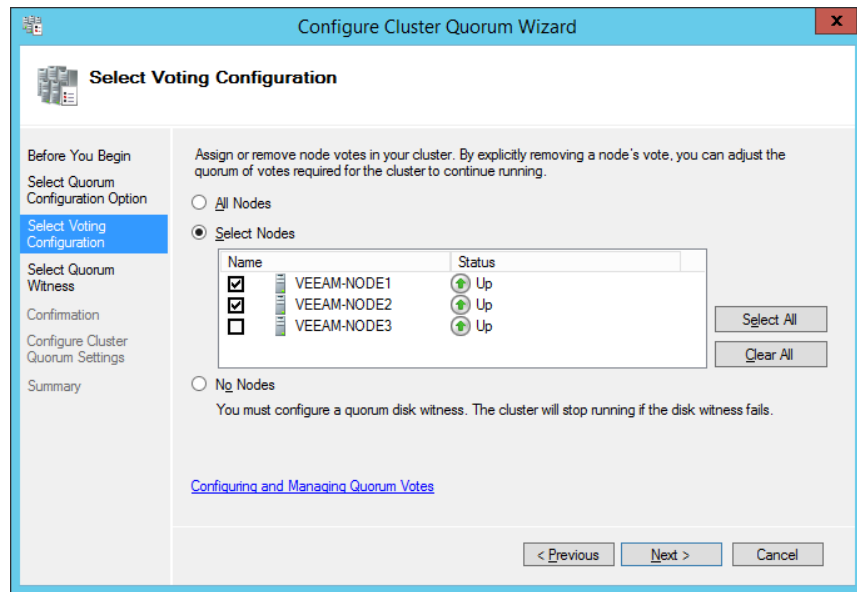 Configure Cluster Quorum Wizard
x
Select Voting Configuration
Before You Begin
Select Quorum
Configuration Option
Select Voting
Configuration
Select Quorum
Witness
Confirmation
Configure Cluster
Quorum Settings
Summary
Assign or remove node votes in your cluster. By explicitly removing a node's vote, you can adjust the
quorum of votes required for the cluster to continue running.
All Nodes
Select Nodes
Name Status
VEEAM-NODE1 Up
VEEAM-NODE2 Up
VEEAM-NODE3 Up
Select All
Clear All
No Nodes
You must configure a quorum disk witness. The cluster will stop running if the disk witness fails.
Configuring and Managing Quorum Votes
< Previous Next > Cancel